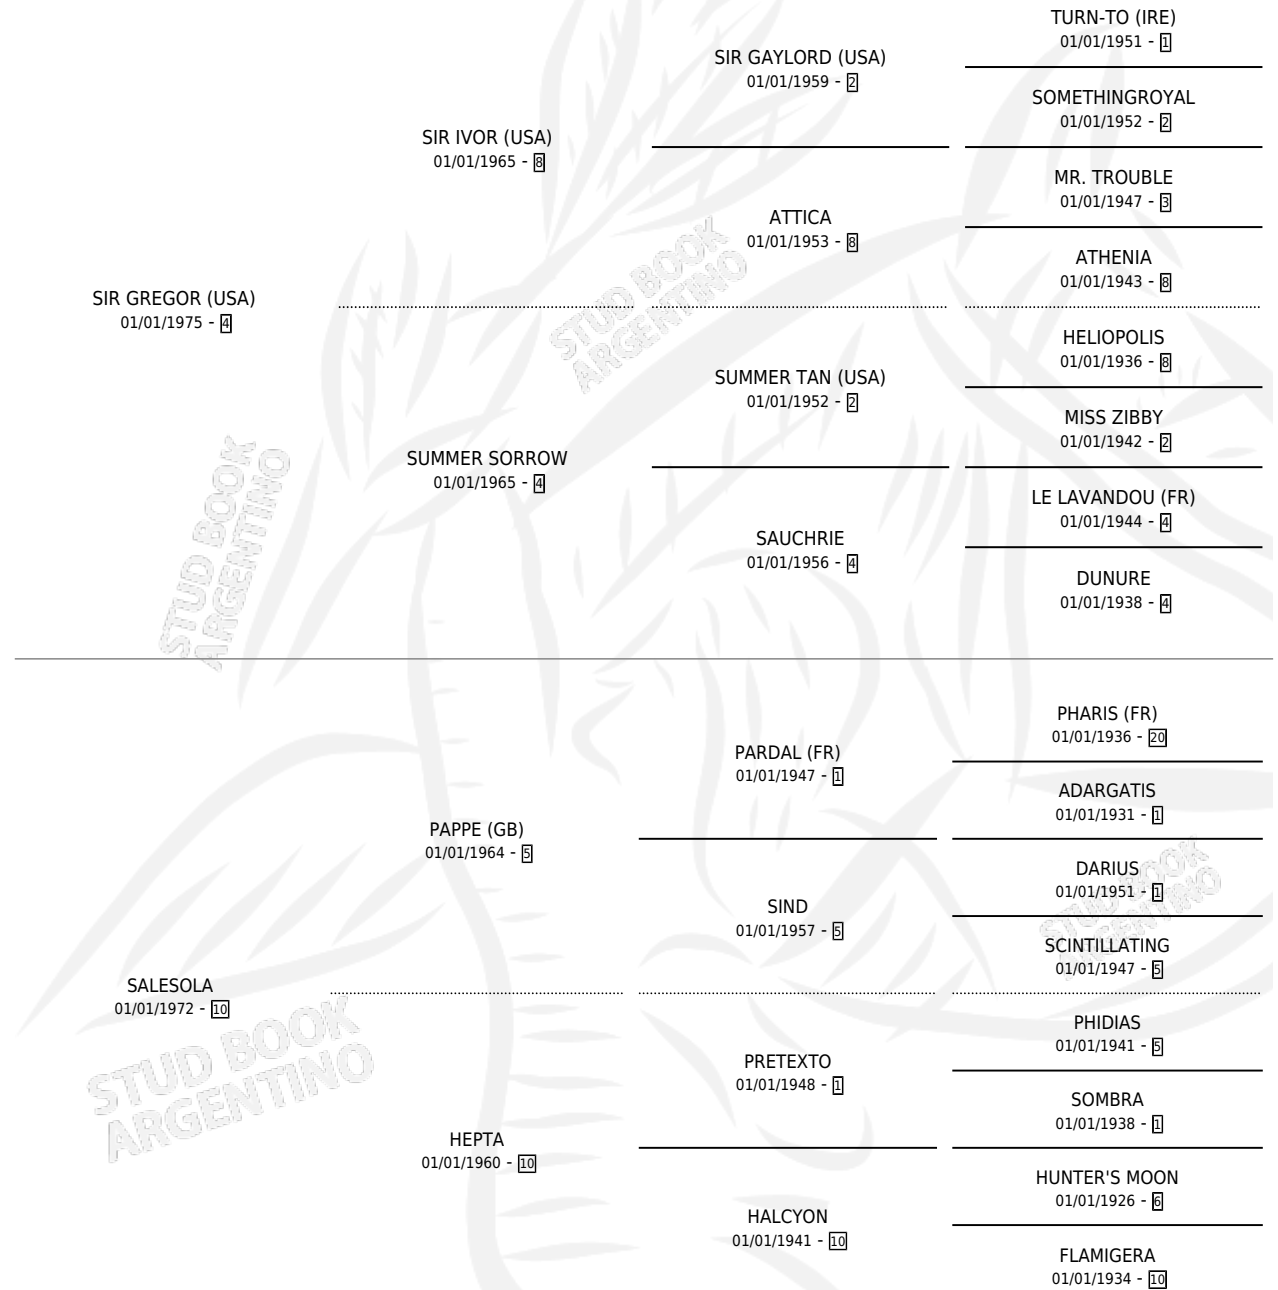 TURN-TO (IRE)
01/01/1951 - 1
SIR GAYLORD (USA)
01/01/1959 - 2
SOMETHINGROYAL
01/01/1952 - 2
SIR IVOR (USA)
01/01/1965 - 8
MR. TROUBLE
01/01/1947 - 3
ATTICA
01/01/1953 - 8
ATHENIA
01/01/1943 - 8
SIR GREGOR (USA)
01/01/1975 - 4
HELIOPOLIS
01/01/1936 - 8
SUMMER TAN (USA)
01/01/1952 - 2
MISS ZIBBY
01/01/1942 - 2
SUMMER SORROW
01/01/1965 - 4
LE LAVANDOU (FR)
01/01/1944 - 4
SAUCHRIE
01/01/1956 - 4
DUNURE
01/01/1938 - 4
STUD BOOK
ARGENTINO
STUD BOOK
ARGENTINO
PHARIS (FR)
01/01/1936 - 20
PARDAL (FR)
01/01/1947 - 1
ADARGATIS
01/01/1931 - 1
PAPPE (GB)
01/01/1964 - 5
DARIUS
01/01/1951 - 1
SIND
01/01/1957 - 5
SCINTILLATING
01/01/1947 - 5
STUD BOOK
ARGENTINO
SALESOLA
01/01/1972 - 10
PHIDIAS
01/01/1941 - 5
PRETEXTO
01/01/1948 - 1
SOMBRA
01/01/1938 - 1
HEPTA
01/01/1960 - 10
HUNTER'S MOON
01/01/1926 - 6
HALCYON
01/01/1941 - 10
FLAMIGERA
01/01/1934 - 10
STUD BOOK
ARGENTINO